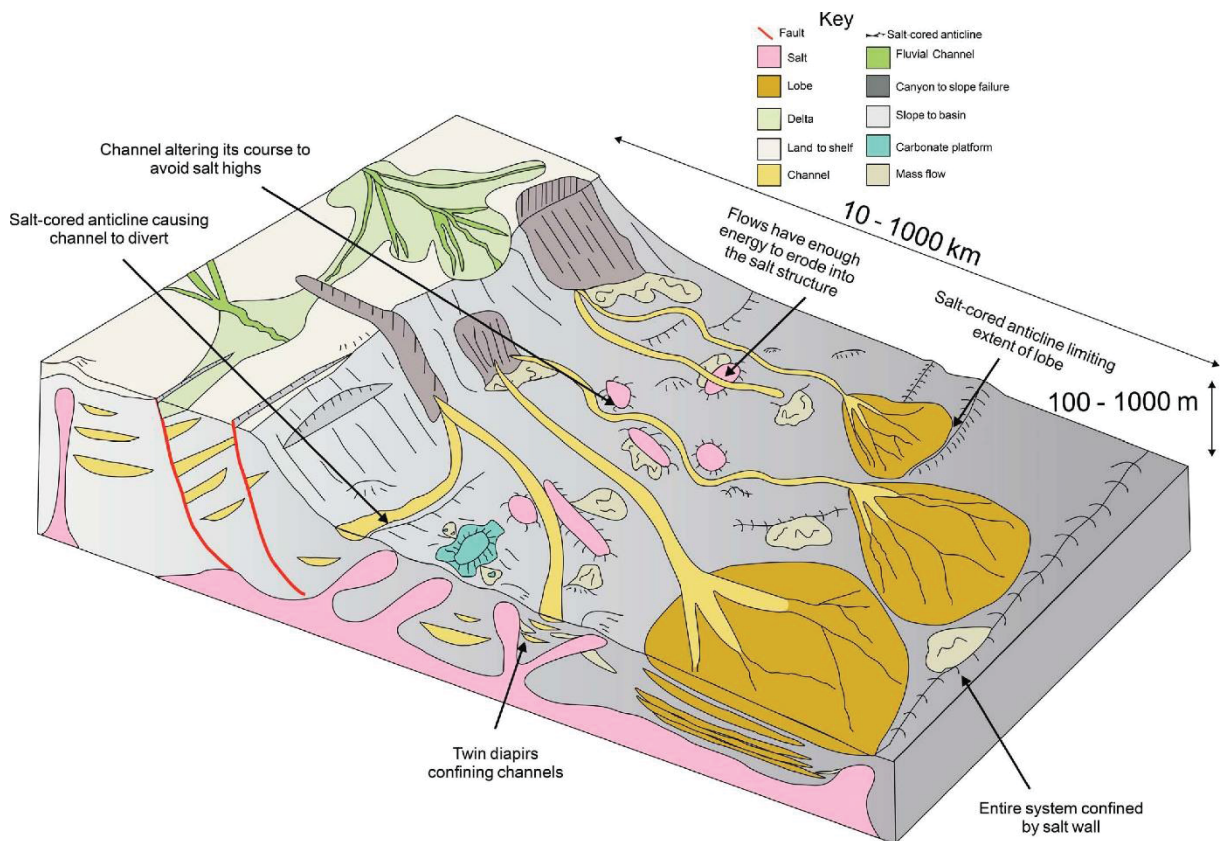 Key
Fault
Salt
Lobe
Delta
Land to shelf
Channel
Salt-cored anticline
Fluvial Channel
Canyon to slope failure
Slope to basin
Carbonate platform
Mass flow
Channel altering its course to
avoid salt highs
Salt-cored anticline causing
channel to divert
Flows have enough
energy to erode into
the salt structure
10 - 1000 km
Salt-cored anticline limiting
extent of lobe
100 - 1000 m
Twin diapirs
confining channels
Entire system confined
by salt wall